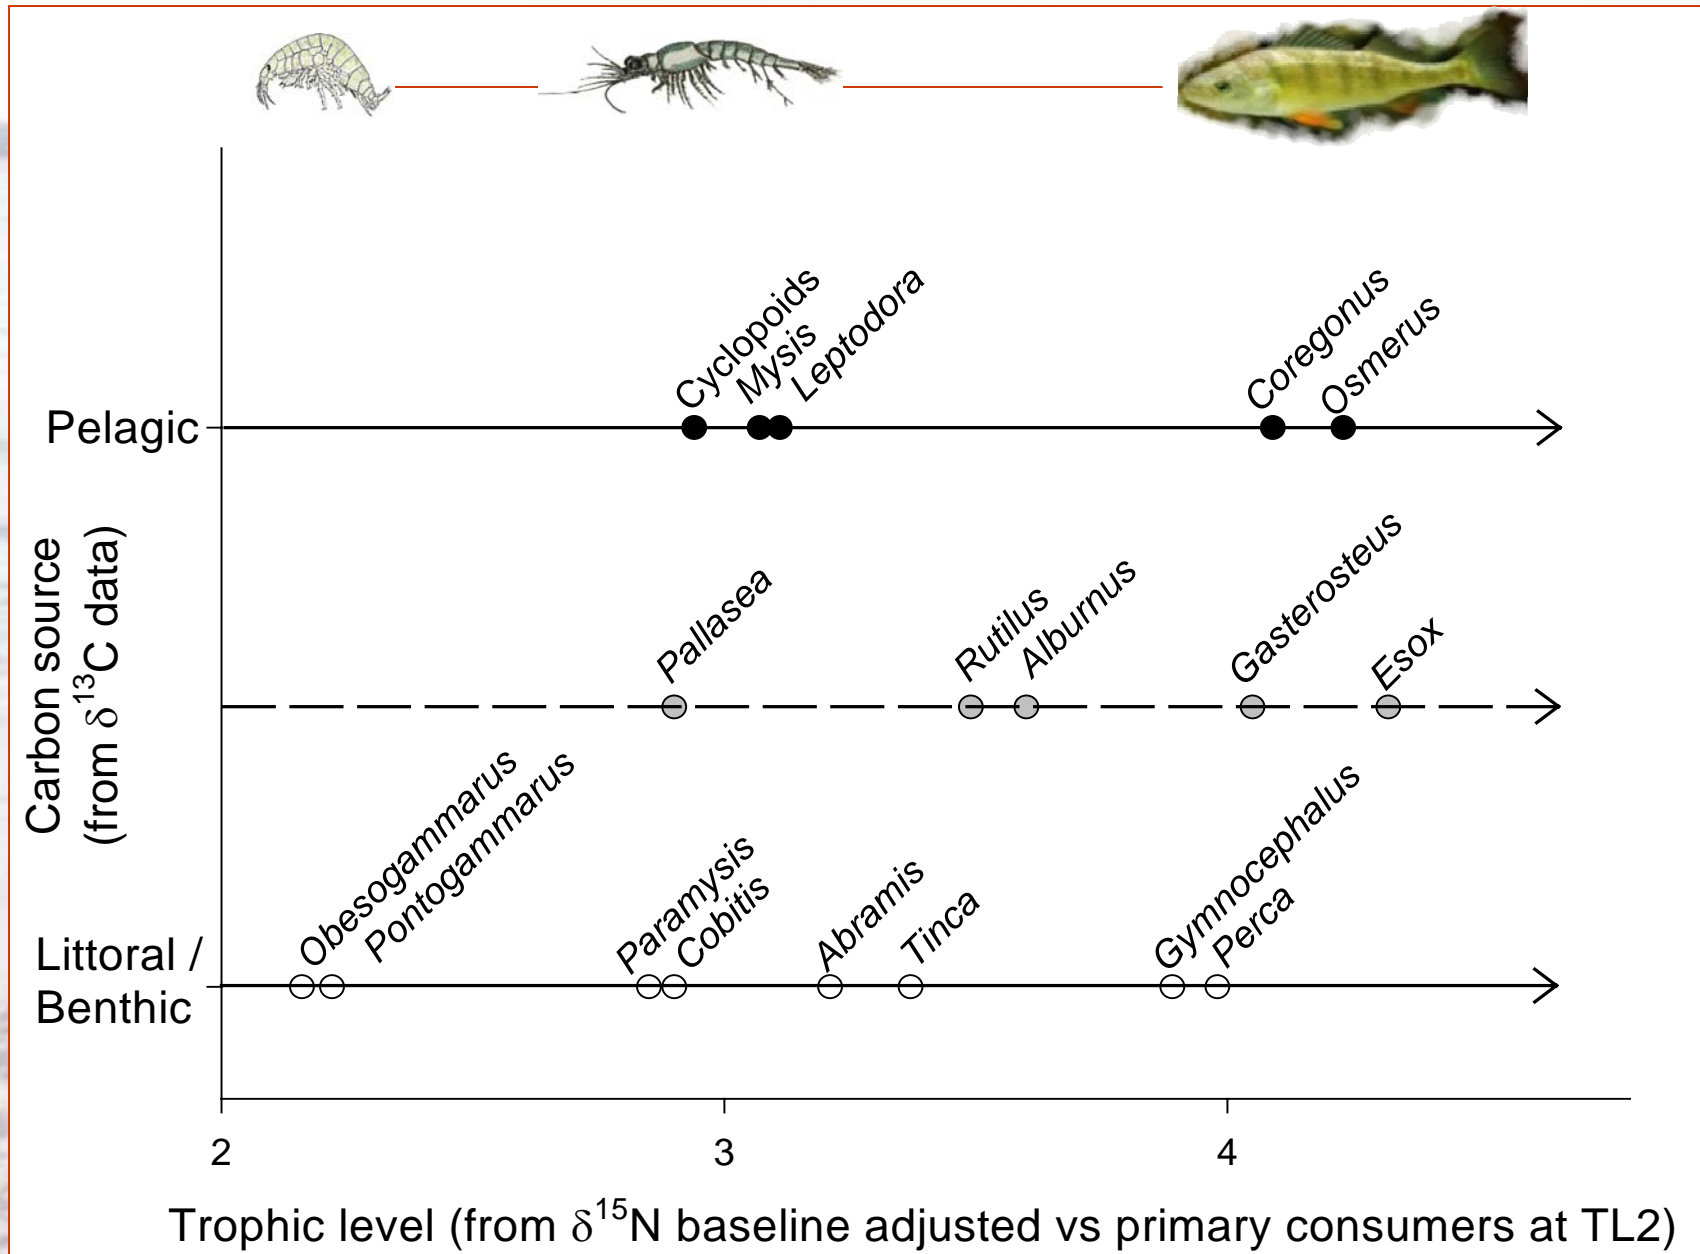 Cyclopoids
Mysis
Leptodora
Coregonus
Osmerus
Pelagic
Carbon source
(from δ¹³C data)
Pallasea
Rutilus
Alburnus
Gasterosteus
Esox
Obesogammarus
Pontogammarus
Paramysis
Cobitis
Abramis
Tinca
Gymnocephalus
Perca
Littoral /
Benthic
2 3 4
Trophic level (from δ¹⁵N baseline adjusted vs primary consumers at TL2)